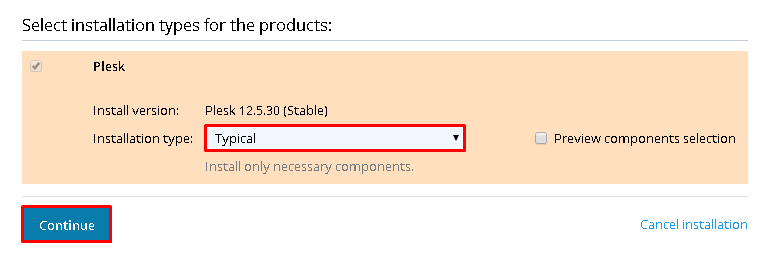 Select installation types for the products:
Plesk
Install version: Plesk 12.5.30 (Stable)
Installation type: Typical Preview components selection
Install only necessary components.
Continue Cancel installation